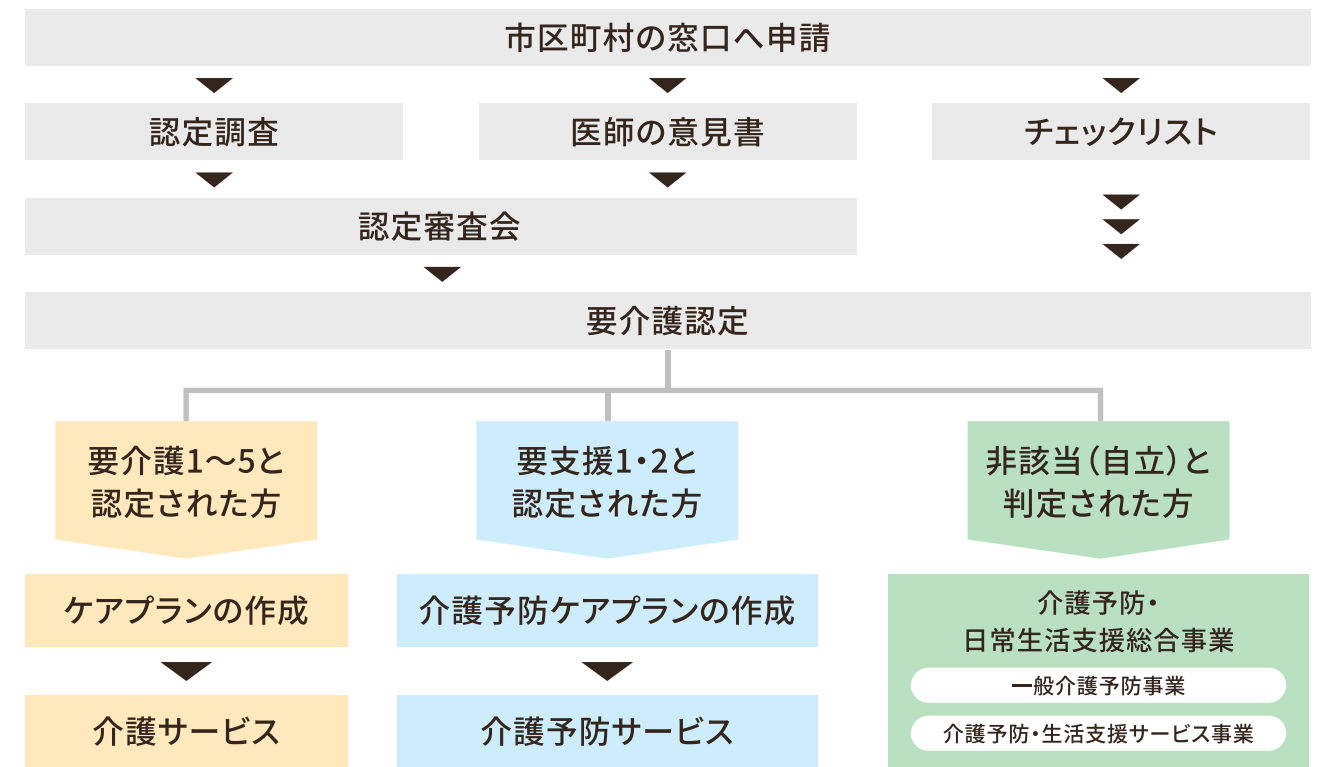 市区町村の窓口へ申請
認定調査
医師の意見書
チェックリスト
認定審査会
要介護認定
要介護1〜5と
認定された方
要支援1・2と
認定された方
非該当（自立）と
判定された方
ケアプランの作成
介護予防ケアプランの作成
介護予防・
日常生活支援総合事業
一般介護予防事業
介護サービス
介護予防サービス
介護予防・生活支援サービス事業